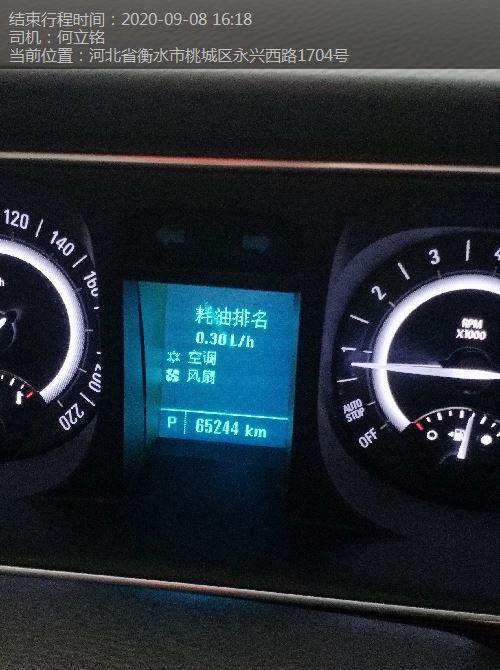 结束行程时间：2020-09-08 16:18
司机：何立铭
当前位置：河北省衡水市桃城区永兴西路1704号
120
140
160
200
220
耗油排名
0.30 L/h
空调
风扇
P 65244 km
1
2
3
4
RPM
X1000
AUTO
STOP
OFF